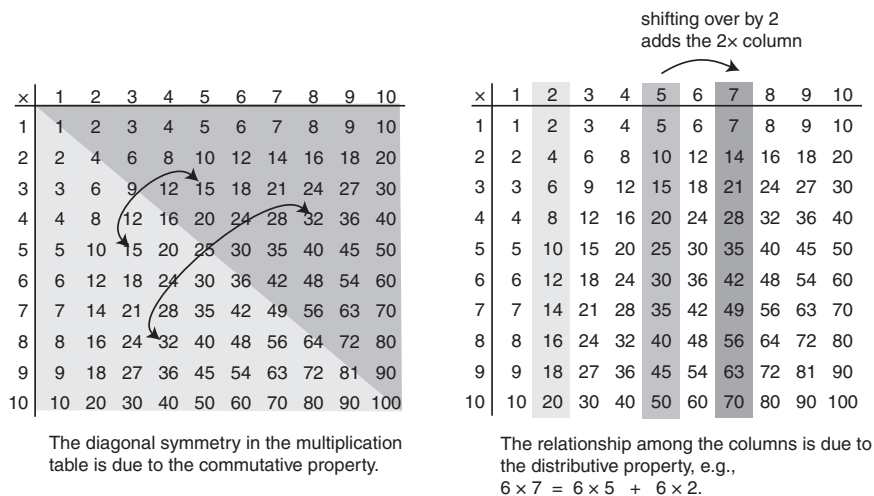 shifting over by 2
adds the 2× column
× 1 2 3 4 5 6 7 8 9 10
1 1 2 3 4 5 6 7 8 9 10
2 2 4 6 8 10 12 14 16 18 20
3 3 6 9 12 15 18 21 24 27 30
4 4 8 12 16 20 24 28 32 36 40
5 5 10 15 20 25 30 35 40 45 50
6 6 12 18 24 30 36 42 48 54 60
7 7 14 21 28 35 42 49 56 63 70
8 8 16 24 32 40 48 56 64 72 80
9 9 18 27 36 45 54 63 72 81 90
10 10 20 30 40 50 60 70 80 90 100
The diagonal symmetry in the multiplication
table is due to the commutative property.
× 1 2 3 4 5 6 7 8 9 10
1 1 2 3 4 5 6 7 8 9 10
2 2 4 6 8 10 12 14 16 18 20
3 3 6 9 12 15 18 21 24 27 30
4 4 8 12 16 20 24 28 32 36 40
5 5 10 15 20 25 30 35 40 45 50
6 6 12 18 24 30 36 42 48 54 60
7 7 14 21 28 35 42 49 56 63 70
8 8 16 24 32 40 48 56 64 72 80
9 9 18 27 36 45 54 63 72 81 90
10 10 20 30 40 50 60 70 80 90 100
The relationship among the columns is due to
the distributive property, e.g.,
6 × 7 = 6 × 5 + 6 × 2.